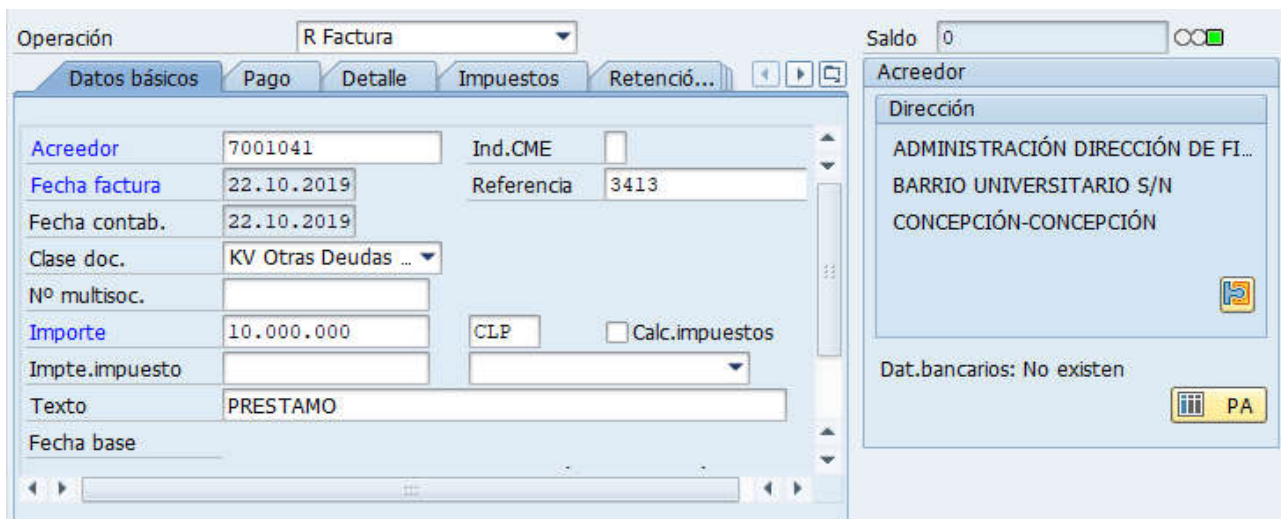 Operación R Factura
Saldo 0
Datos básicos Pago Detalle Impuestos Retenció...
Acreedor 7001041 Ind.CME
Fecha factura 22.10.2019 Referencia 3413
Fecha contab. 22.10.2019
Clase doc. KV Otras Deudas ...
Nº multisoc.
Importe 10.000.000 CLP Calc.impuestos
Impte.impuesto
Texto PRESTAMO
Fecha base
Acreedor
Dirección
ADMINISTRACIÓN DIRECCIÓN DE FI...
BARRIO UNIVERSITARIO S/N
CONCEPCIÓN-CONCEPCIÓN
Dat.bancarios: No existen
PA